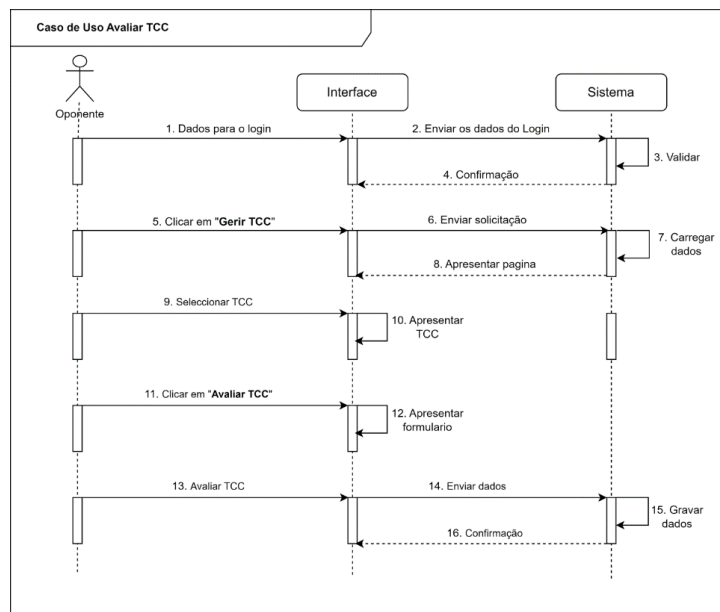 Caso de Uso Avaliar TCC
Oponente
Interface
Sistema
1. Dados para o login
2. Enviar os dados do Login
3. Validar
4. Confirmação
5. Clicar em "Gerir TCC"
6. Enviar solicitação
7. Carregar
dados
8. Apresentar pagina
9. Seleccionar TCC
10. Apresentar
TCC
11. Clicar em "Avaliar TCC"
12. Apresentar
formulario
13. Avaliar TCC
14. Enviar dados
15. Gravar
dados
16. Confirmação